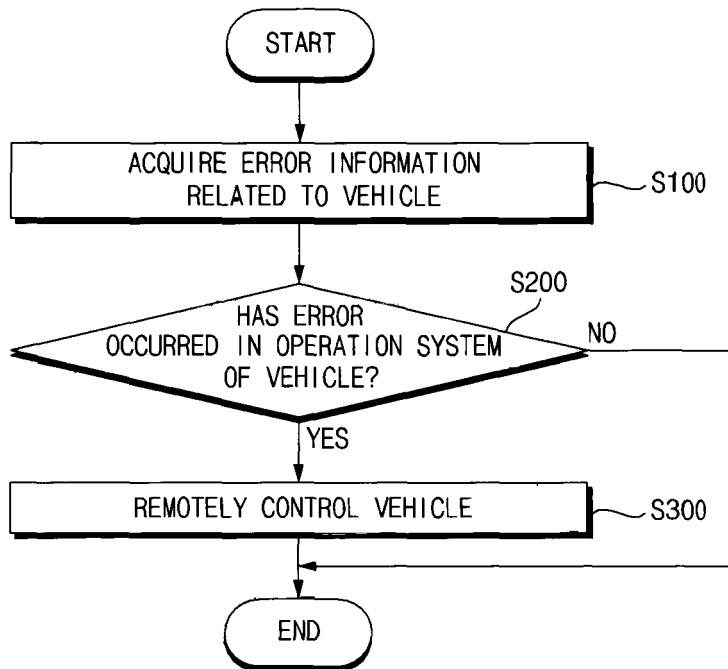 START
ACQUIRE ERROR INFORMATION
RELATED TO VEHICLE
S100
S200
HAS ERROR
OCCURRED IN OPERATION SYSTEM
OF VEHICLE?
NO
YES
REMOTELY CONTROL VEHICLE
S300
END